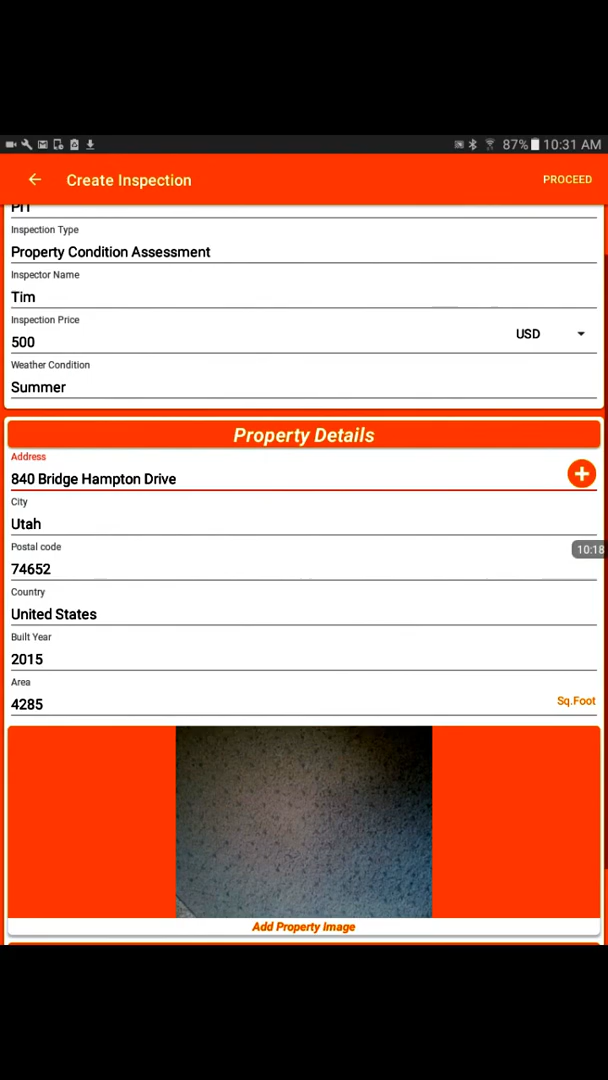 87% 10:31 AM
Create Inspection PROCEED
PTI
Inspection Type
Property Condition Assessment
Inspector Name
Tim
Inspection Price
500 USD
Weather Condition
Summer
Property Details
Address
840 Bridge Hampton Drive
City
Utah
10:18
Postal code
74652
Country
United States
Built Year
2015
Area
4285 Sq.Foot
Add Property Image